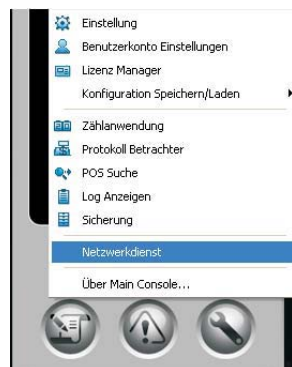 Einstellung
Benutzerkonto Einstellungen
Lizenz Manager
Konfiguration Speichern/Laden
Zählanwendung
Protokoll Betrachter
POS Suche
Log Anzeigen
Sicherung
Netzwerkdienst
Über Main Console...